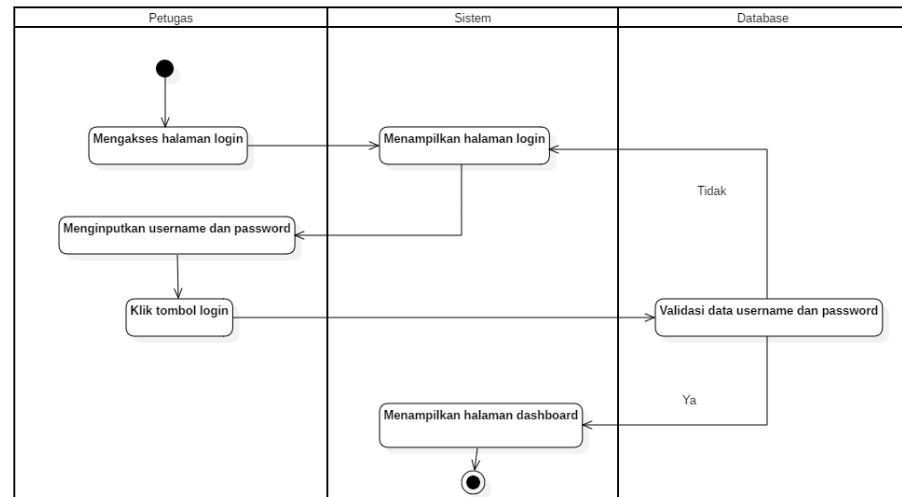 Petugas
Sistem
Database
Mengakses halaman login
Menampilkan halaman login
Tidak
Menginputkan username dan password
Klik tombol login
Validasi data username dan password
Ya
Menampilkan halaman dashboard